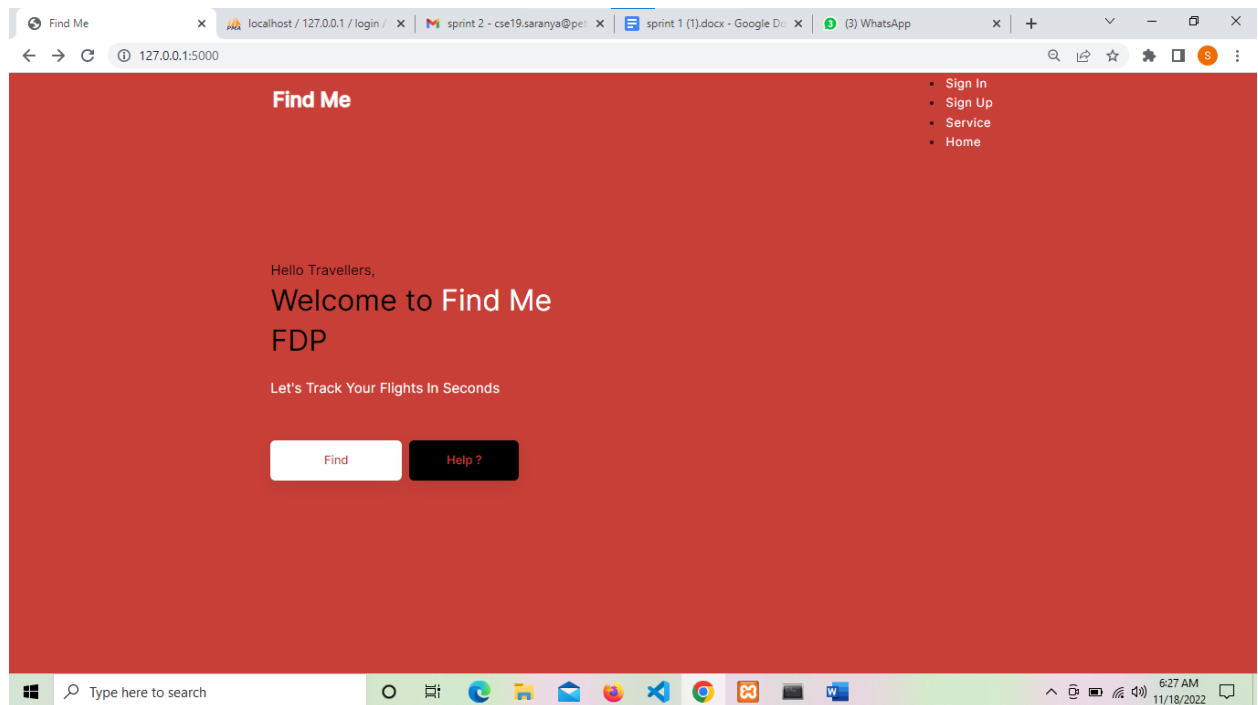 Find Me
localhost / 127.0.0.1 / login /
sprint 2 - cse19.saranya@pet
sprint 1 (1).docx - Google Do
(3) WhatsApp
127.0.0.1:5000
S
Find Me
Sign In
Sign Up
Service
Home
Hello Travellers,
Welcome to Find Me
FDP
Let's Track Your Flights In Seconds
Find
Help ?
Type here to search
6:27 AM
11/18/2022